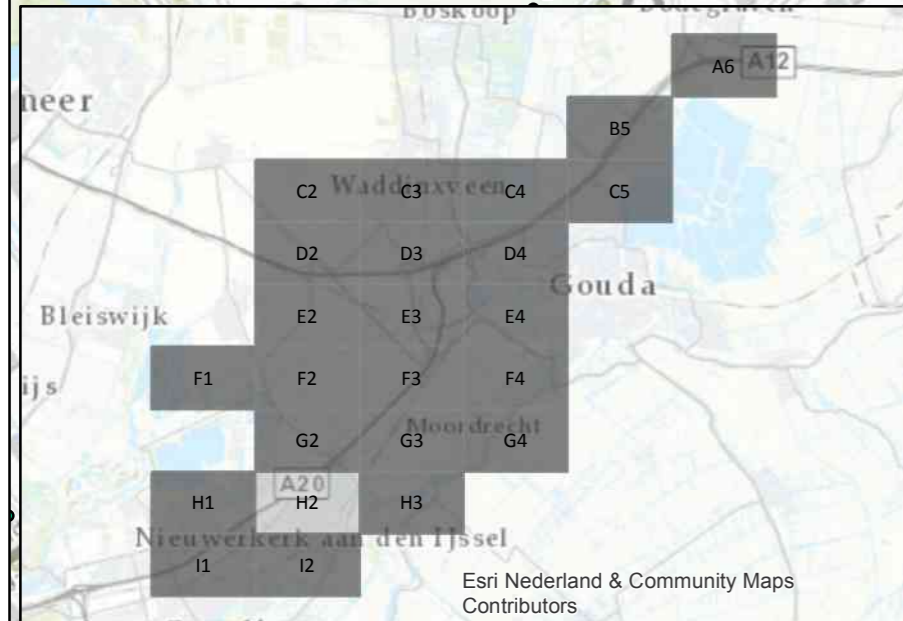 Boskoop
A6 A12
meer
B5
C2 Waddinxveen C3 C4 C5
D2 D3 D4
Gouda
Bleiswijk E2 E3 E4
ijs F1 F2 F3 F4
Moordrecht
G2 G3 G4
A20
H1 H2 H3
Nieuwerkerk aan den IJssel
I1 I2
Esri Nederland & Community Maps
Contributors